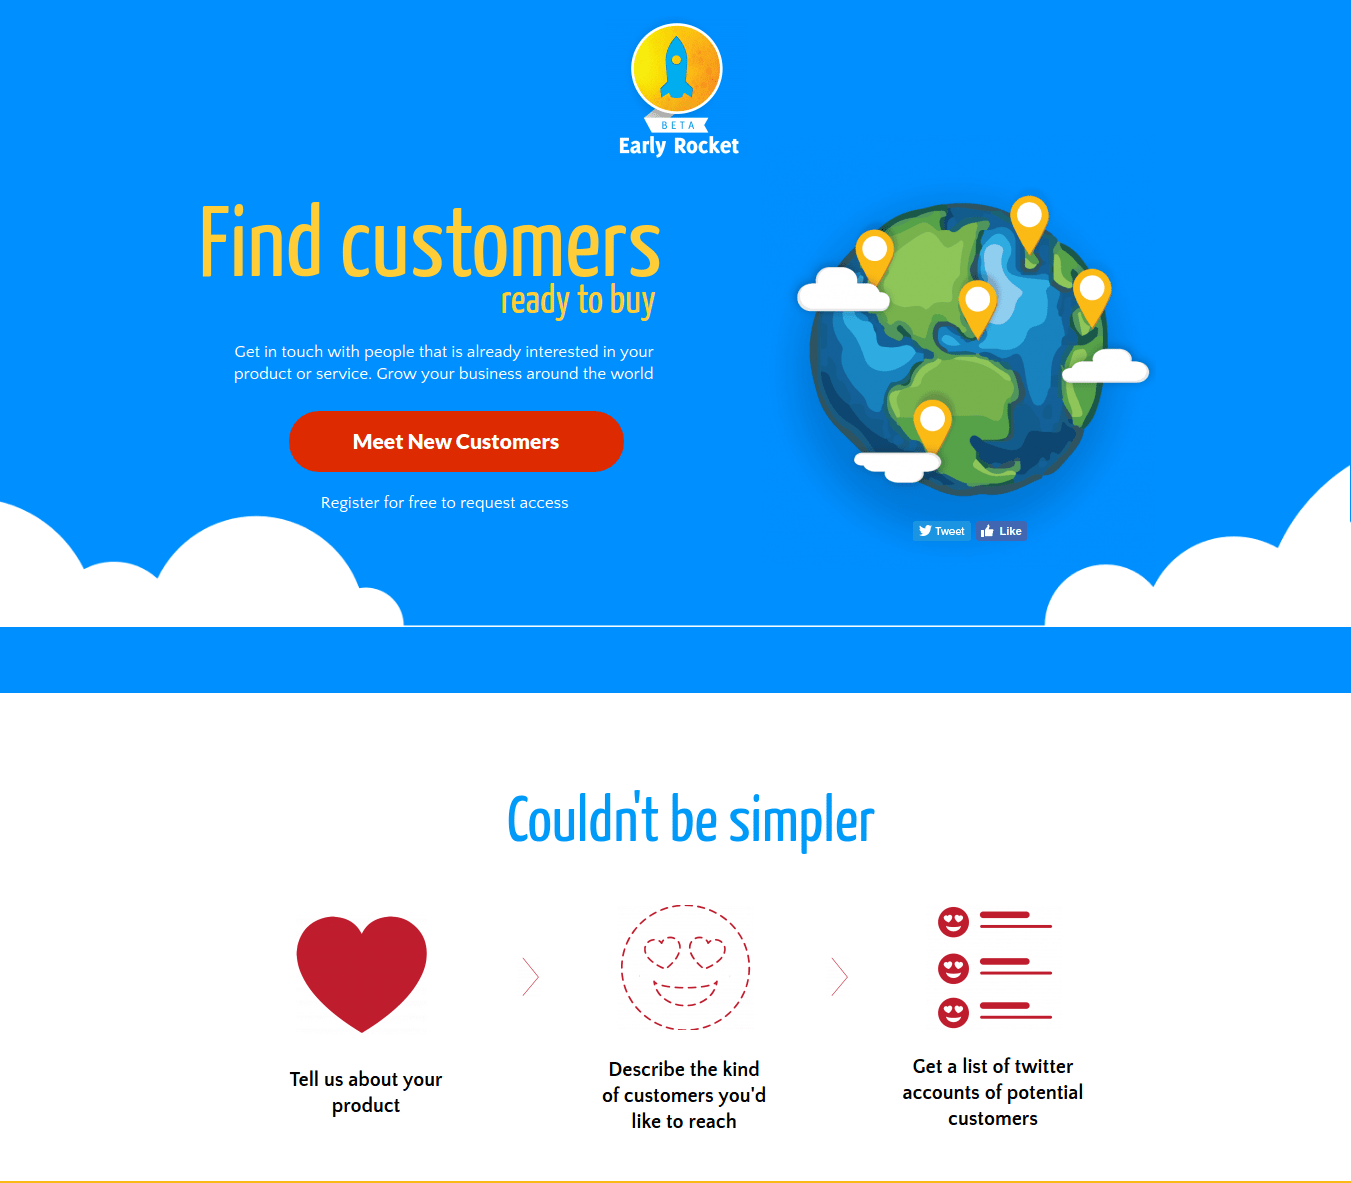 BETA
Early Rocket
Find customers
ready to buy
Get in touch with people that is already interested in your
product or service. Grow your business around the world
Meet New Customers
Register for free to request access
Tweet
Like
Couldn't be simpler
Tell us about your
product
Describe the kind
of customers you'd
like to reach
Get a list of twitter
accounts of potential
customers